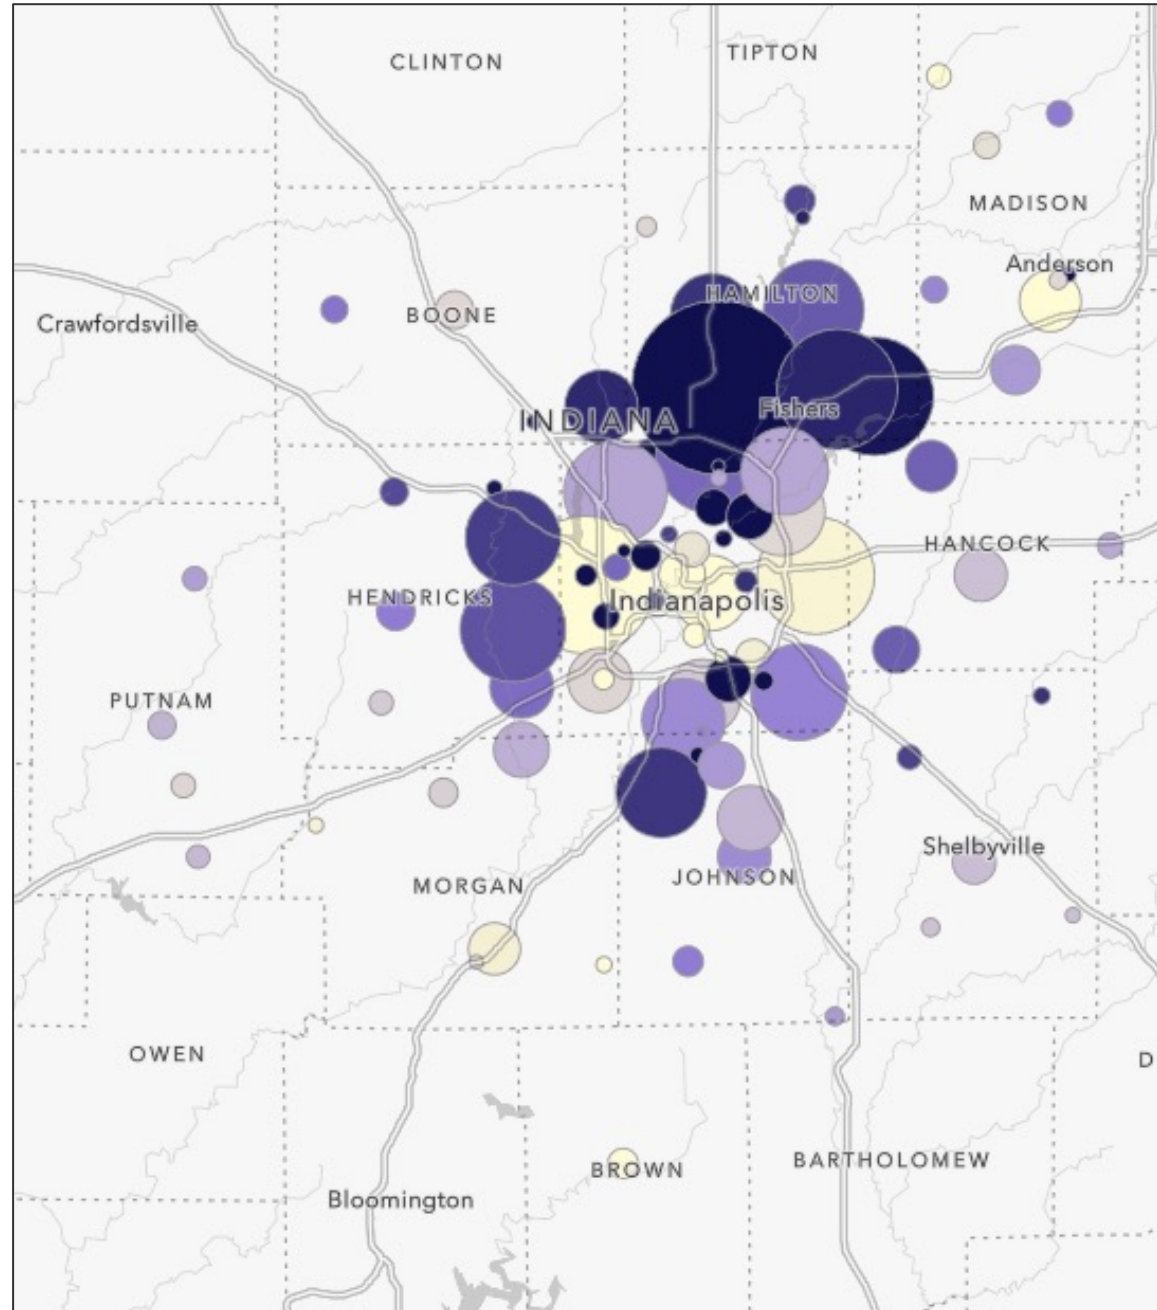 CLINTON
TIPTON
MADISON
Anderson
HAMILTON
BOONE
Crawfordsville
Fishers
INDIANA
HANCOCK
HENDRICKS
Indianapolis
PUTNAM
Shelbyville
JOHNSON
MORGAN
OWEN
D
BARTHOLOMEW
BROWN
Bloomington